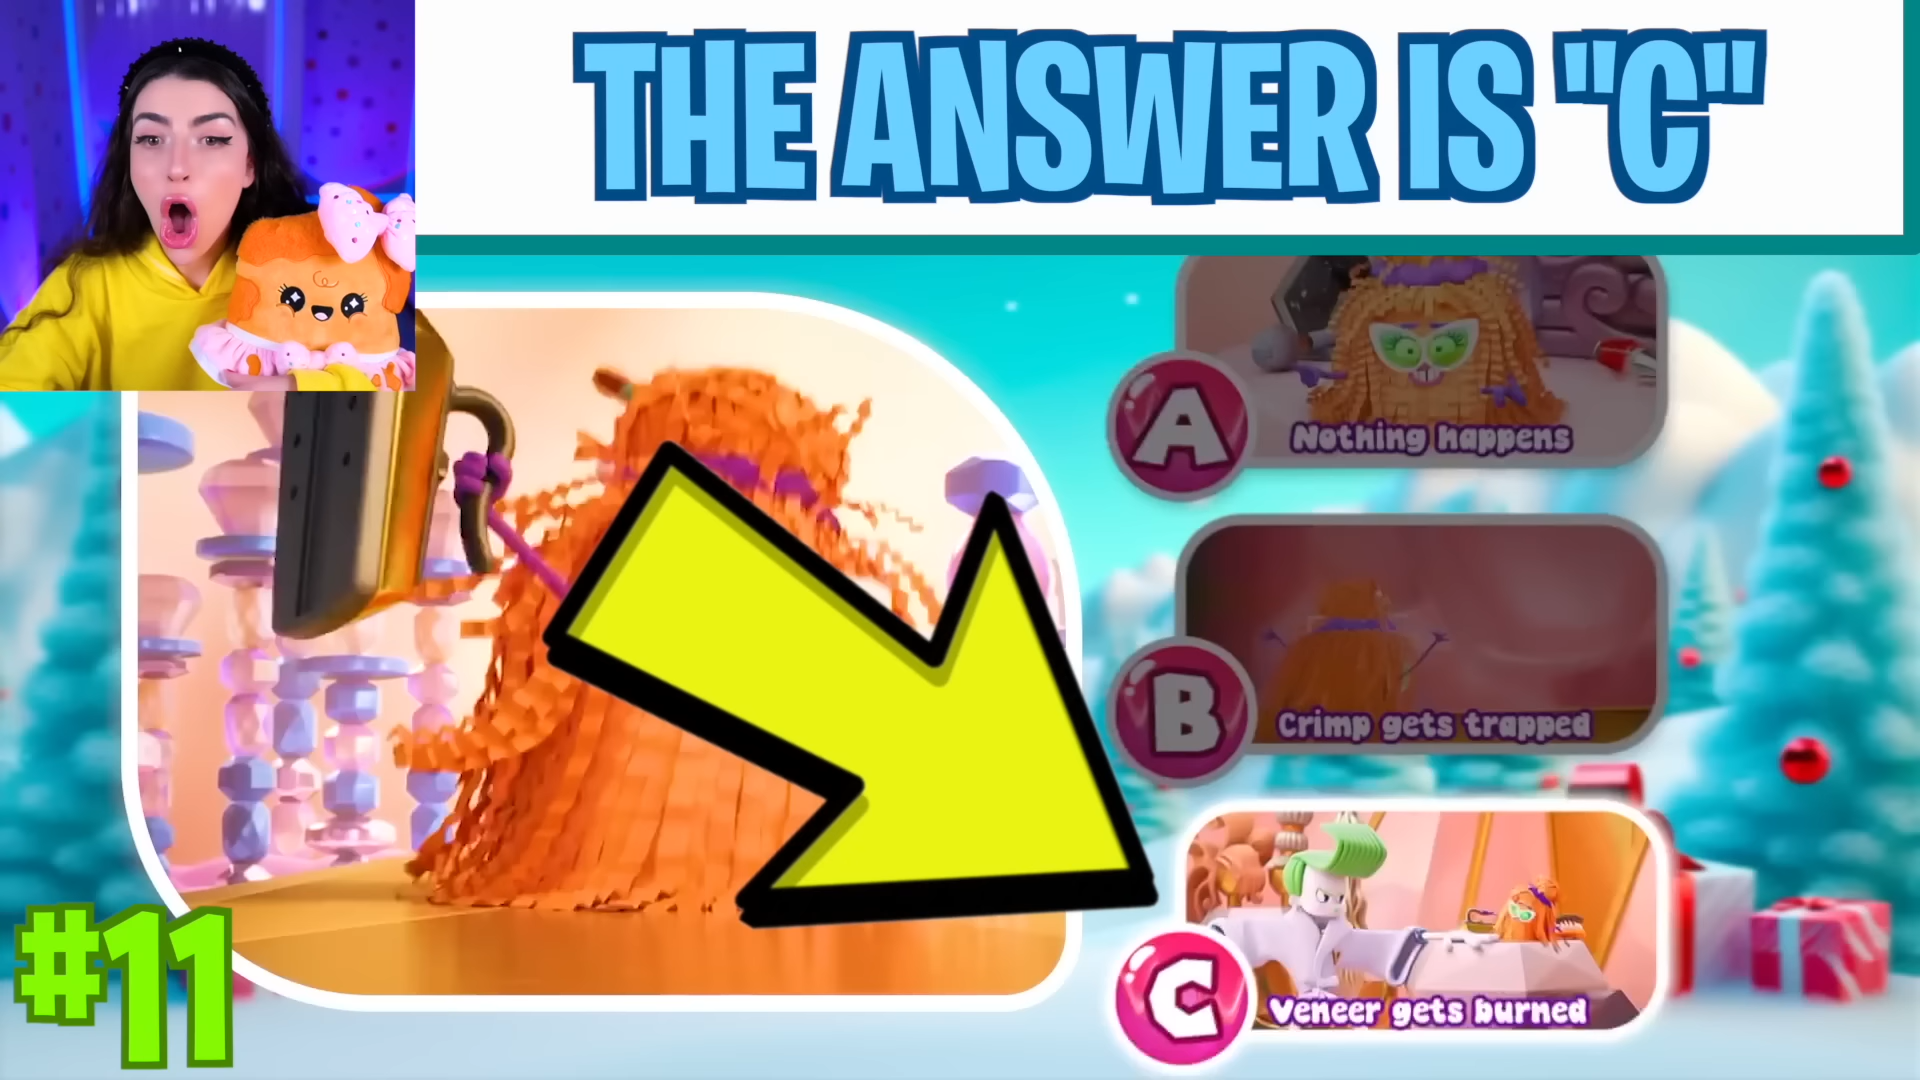 THE ANSWER IS "C"
A
Nothing happens
B
Crimp gets trapped
C
Veneer gets burned
#11